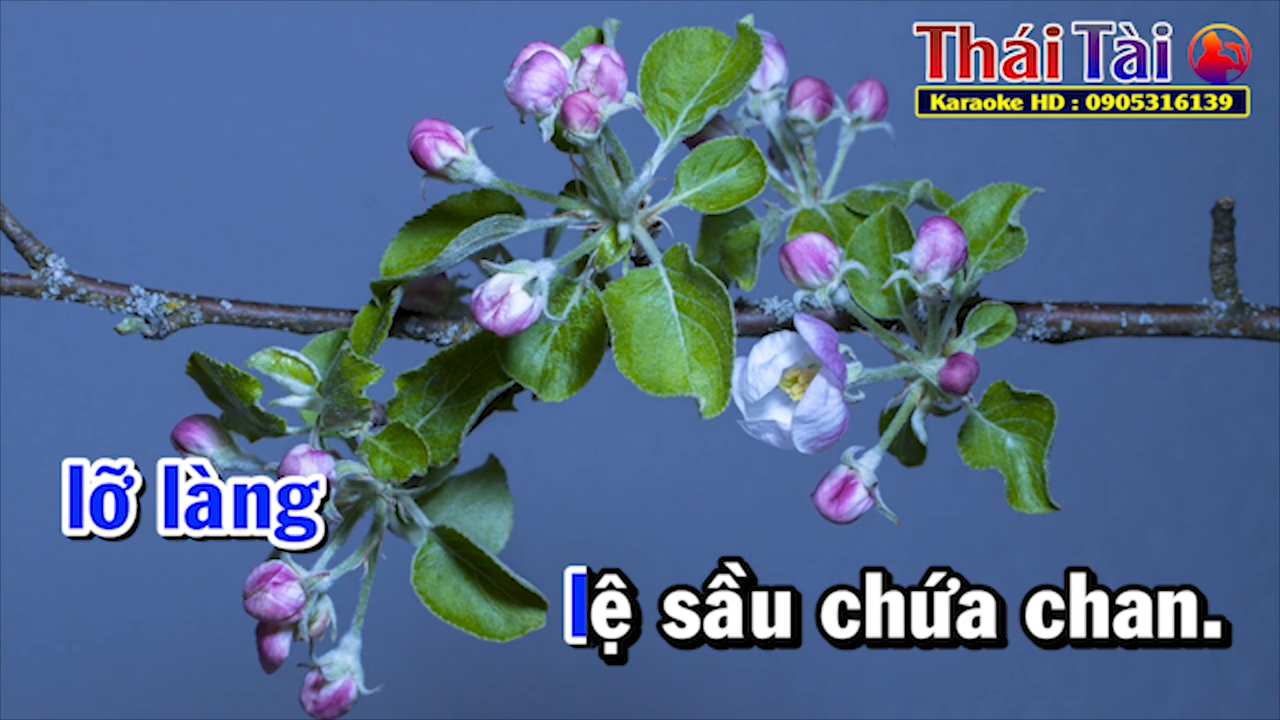 Thái Tài
Karaoke HD : 0905316139
lỡ làng
lệ sầu chứa chan.